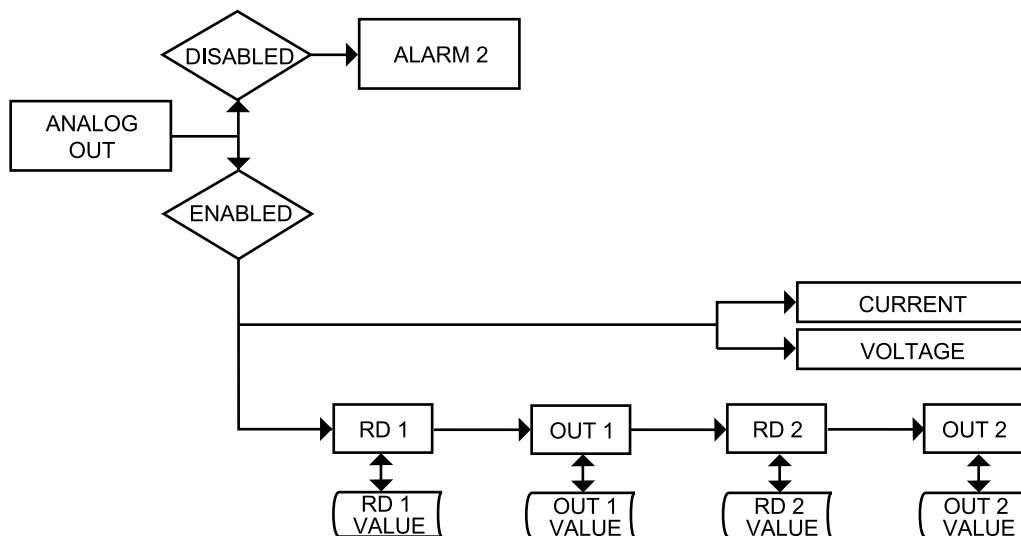 DISABLED
ALARM 2
ANALOG
OUT
ENABLED
CURRENT
VOLTAGE
RD 1
OUT 1
RD 2
OUT 2
RD 1
VALUE
OUT 1
VALUE
RD 2
VALUE
OUT 2
VALUE